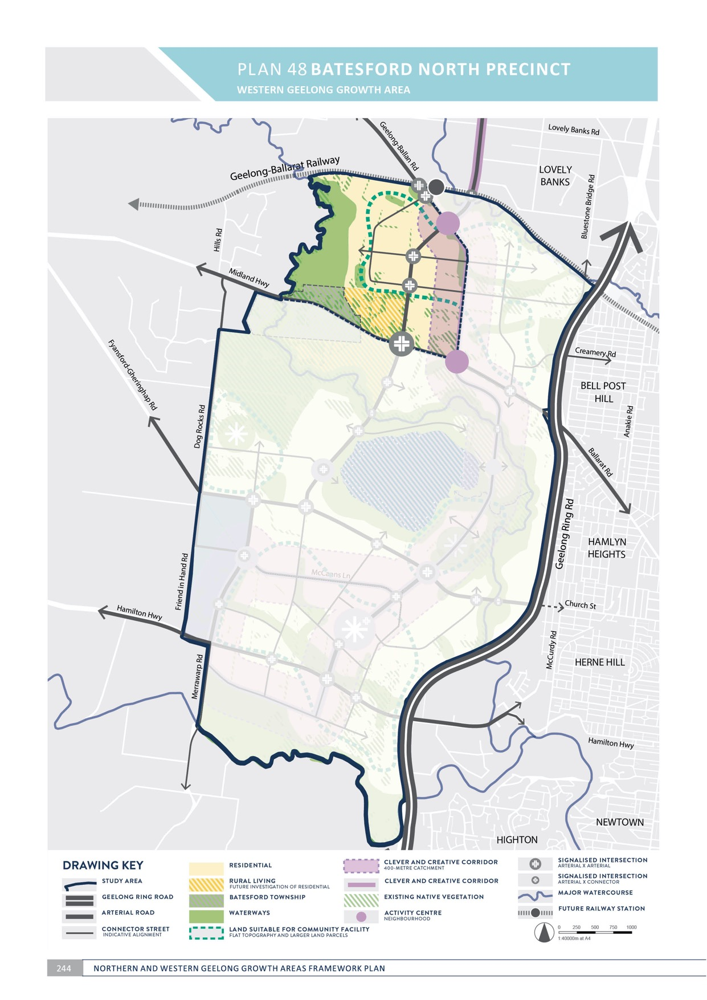 PLAN 48 BATESFORD NORTH PRECINCT
WESTERN GEELONG GROWTH AREA
Geelong-Ballan Rd
Lovely Banks Rd
Geelong-Ballarat Railway
LOVELY
BANKS
Bluestone Bridge Rd
Hills Rd
Midland Hwy
Fyansford-Gheringhap Rd
Creamery Rd
BELL POST
HILL
Anakie Rd
Dog Rocks Rd
Ballarat Rd
Geelong Ring Rd
HAMLYN
HEIGHTS
McCanns Ln
Friend in Hand Rd
Church St
Hamilton Hwy
McCurdy Rd
HERNE HILL
Merrawarp Rd
Hamilton Hwy
NEWTOWN
HIGHTON
DRAWING KEY
STUDY AREA
GEELONG RING ROAD
ARTERIAL ROAD
CONNECTOR STREET
INDICATIVE ALIGNMENT
RESIDENTIAL
RURAL LIVING
FUTURE INVESTIGATION OF RESIDENTIAL
BATESFORD TOWNSHIP
WATERWAYS
LAND SUITABLE FOR COMMUNITY FACILITY
FLAT TOPOGRAPHY AND LARGER LAND PARCELS
CLEVER AND CREATIVE CORRIDOR
400-METRE CATCHMENT
CLEVER AND CREATIVE CORRIDOR
EXISTING NATIVE VEGETATION
ACTIVITY CENTRE
NEIGHBOURHOOD
SIGNALISED INTERSECTION
ARTERIAL X ARTERIAL
SIGNALISED INTERSECTION
ARTERIAL X CONNECTOR
MAJOR WATERCOURSE
FUTURE RAILWAY STATION
0 250 500 750 1000
1:40000m at A4
244 NORTHERN AND WESTERN GEELONG GROWTH AREAS FRAMEWORK PLAN